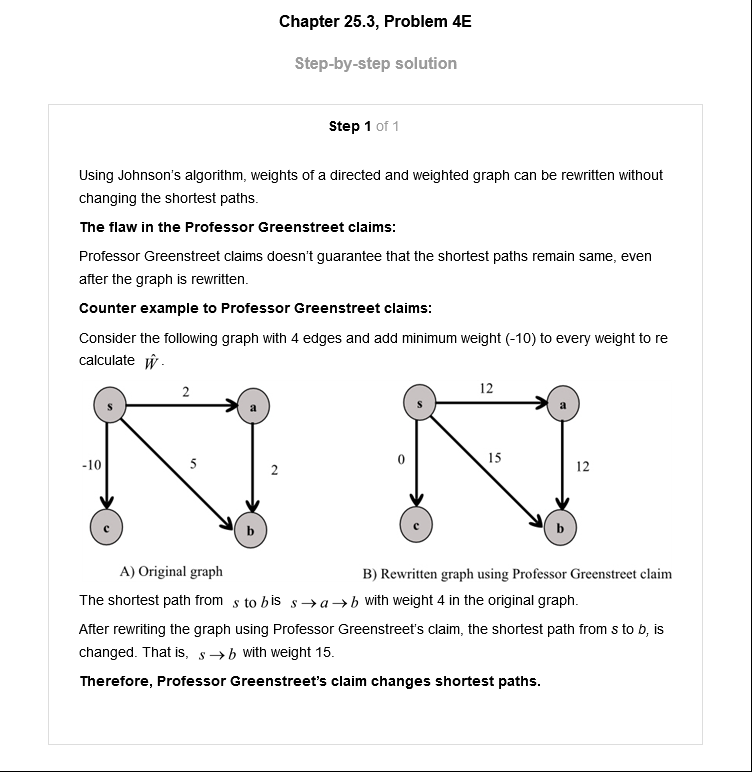 Chapter 25.3, Problem 4E
Step-by-step solution
Step 1 of 1
Using Johnson's algorithm, weights of a directed and weighted graph can be rewritten without
changing the shortest paths.
The flaw in the Professor Greenstreet claims:
Professor Greenstreet claims doesn't guarantee that the shortest paths remain same, even
after the graph is rewritten.
Counter example to Professor Greenstreet claims:
Consider the following graph with 4 edges and add minimum weight (-10) to every weight to re
calculate Ŵ.
2
s
a
-10
5
2
c
b
A) Original graph
12
s
a
0
15
12
c
b
B) Rewritten graph using Professor Greenstreet claim
The shortest path from s to b is s → a → b with weight 4 in the original graph.
After rewriting the graph using Professor Greenstreet's claim, the shortest path from s to b, is
changed. That is, s → b with weight 15.
Therefore, Professor Greenstreet's claim changes shortest paths.